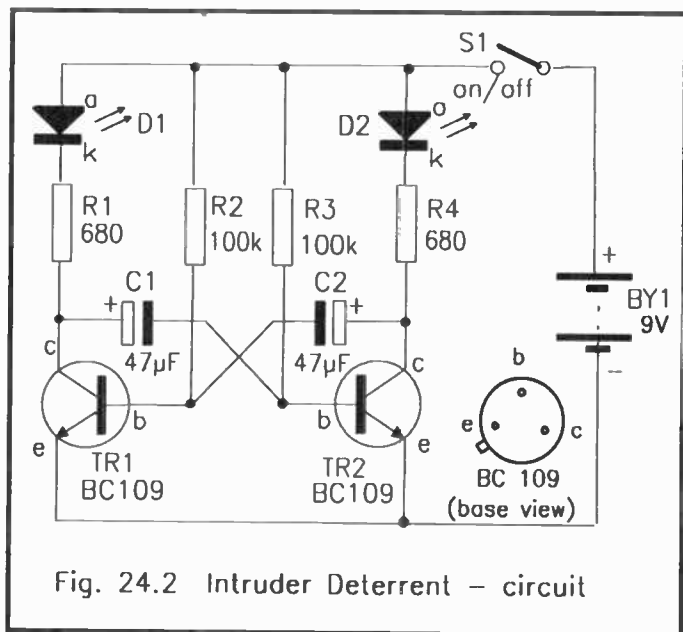 S1
on/off
a
D1
k
D2
a
k
R1
680
R2
100k
R3
100k
R4
680
C1
+
47µF
C2
+
47µF
+
BY1
9V
-
c
b
e
TR1
BC109
c
b
e
TR2
BC109
b
e
c
BC 109
(base view)
Fig. 24.2 Intruder Deterrent – circuit